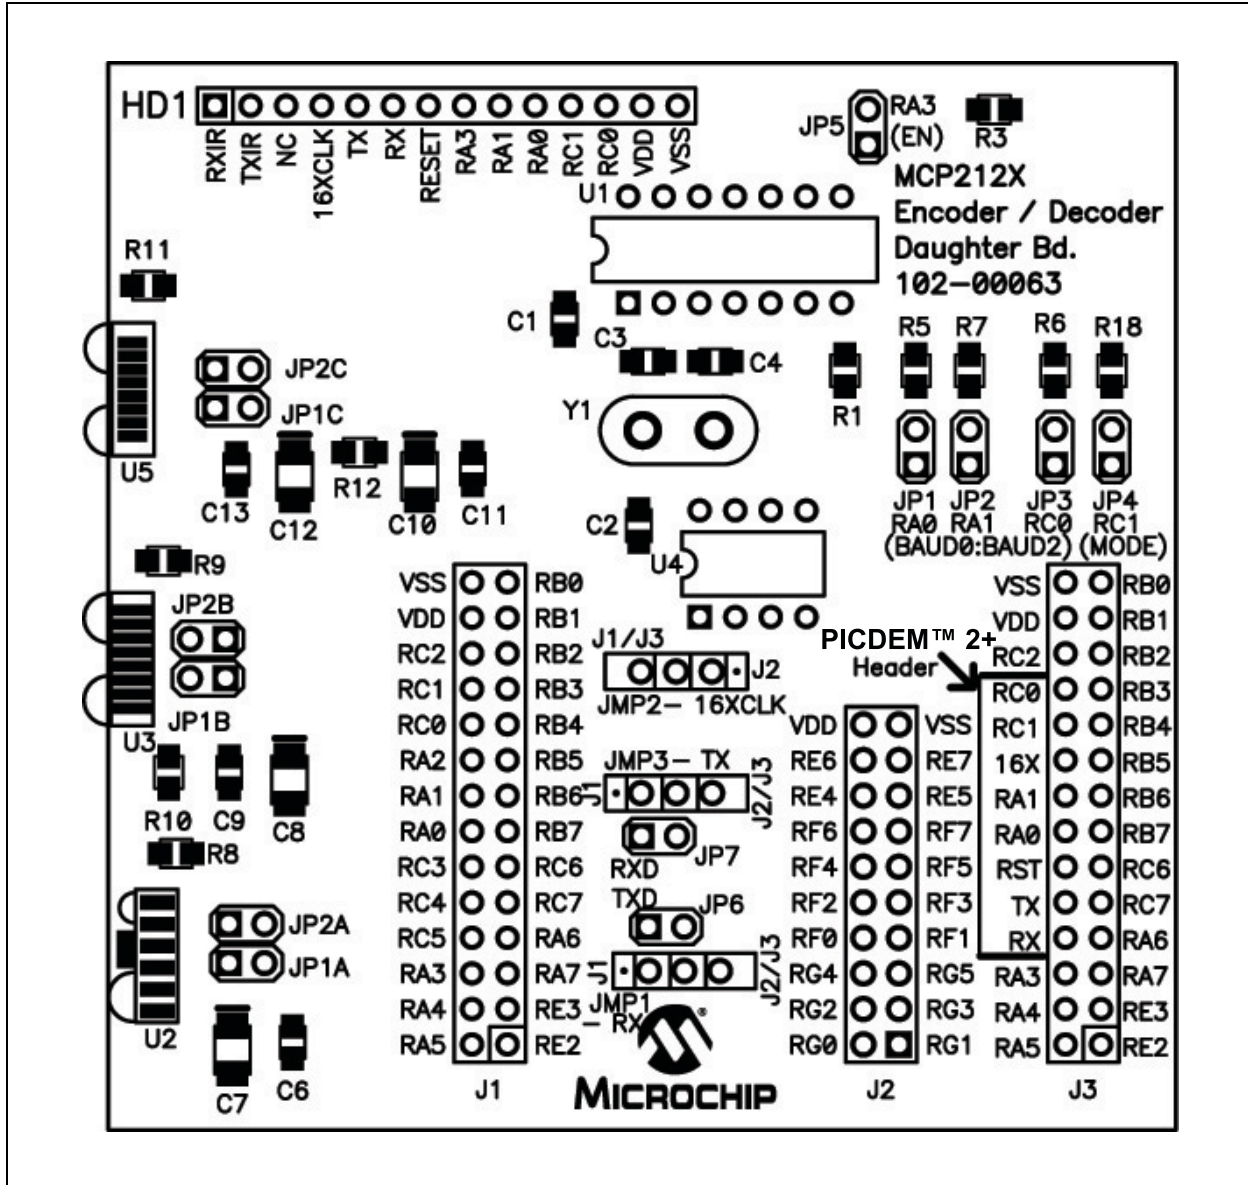 HD1
RXIR
TXIR
NC
16XCLK
TX
RX
RESET
RA3
RA1
RA0
RC1
RC0
VDD
VSS
JP5
RA3
(EN)
R3
U1
MCP212X
Encoder / Decoder
Daughter Bd.
102-00063
R11
C1
C3
C4
R5
R7
R6
R18
JP2C
JP1C
Y1
R1
U5
C13
C12
R12
C10
C11
C2
U4
JP1
JP2
JP3
JP4
RA0
RA1
RC0
RC1
(BAUD0:BAUD2) (MODE)
R9
JP2B
JP1B
U3
R10
C9
C8
R8
JP2A
JP1A
U2
C7
C6
VSS RB0
VDD RB1
RC2 RB2
RC1 RB3
RC0 RB4
RA2 RB5
RA1 RB6
RA0 RB7
RC3 RC6
RC4 RC7
RC5 RA6
RA3 RA7
RA4 RE3
RA5 RE2
J1
J1/J3
J2
JMP2- 16XCLK
JMP3- TX
J1
J2/J3
JP7
RXD
TXD
JP6
J1
J2/J3
JMP1
- RX
MICROCHIP
®
PICDEM™ 2+
Header
VDD VSS
RE6 RE7
RE4 RE5
RF6 RF7
RF4 RF5
RF2 RF3
RF0 RF1
RG4 RG5
RG2 RG3
RG0 RG1
J2
VSS RB0
VDD RB1
RC2 RB2
RC0 RB3
RC1 RB4
16X RB5
RA1 RB6
RA0 RB7
RST RC6
TX RC7
RX RA6
RA3 RA7
RA4 RE3
RA5 RE2
J3